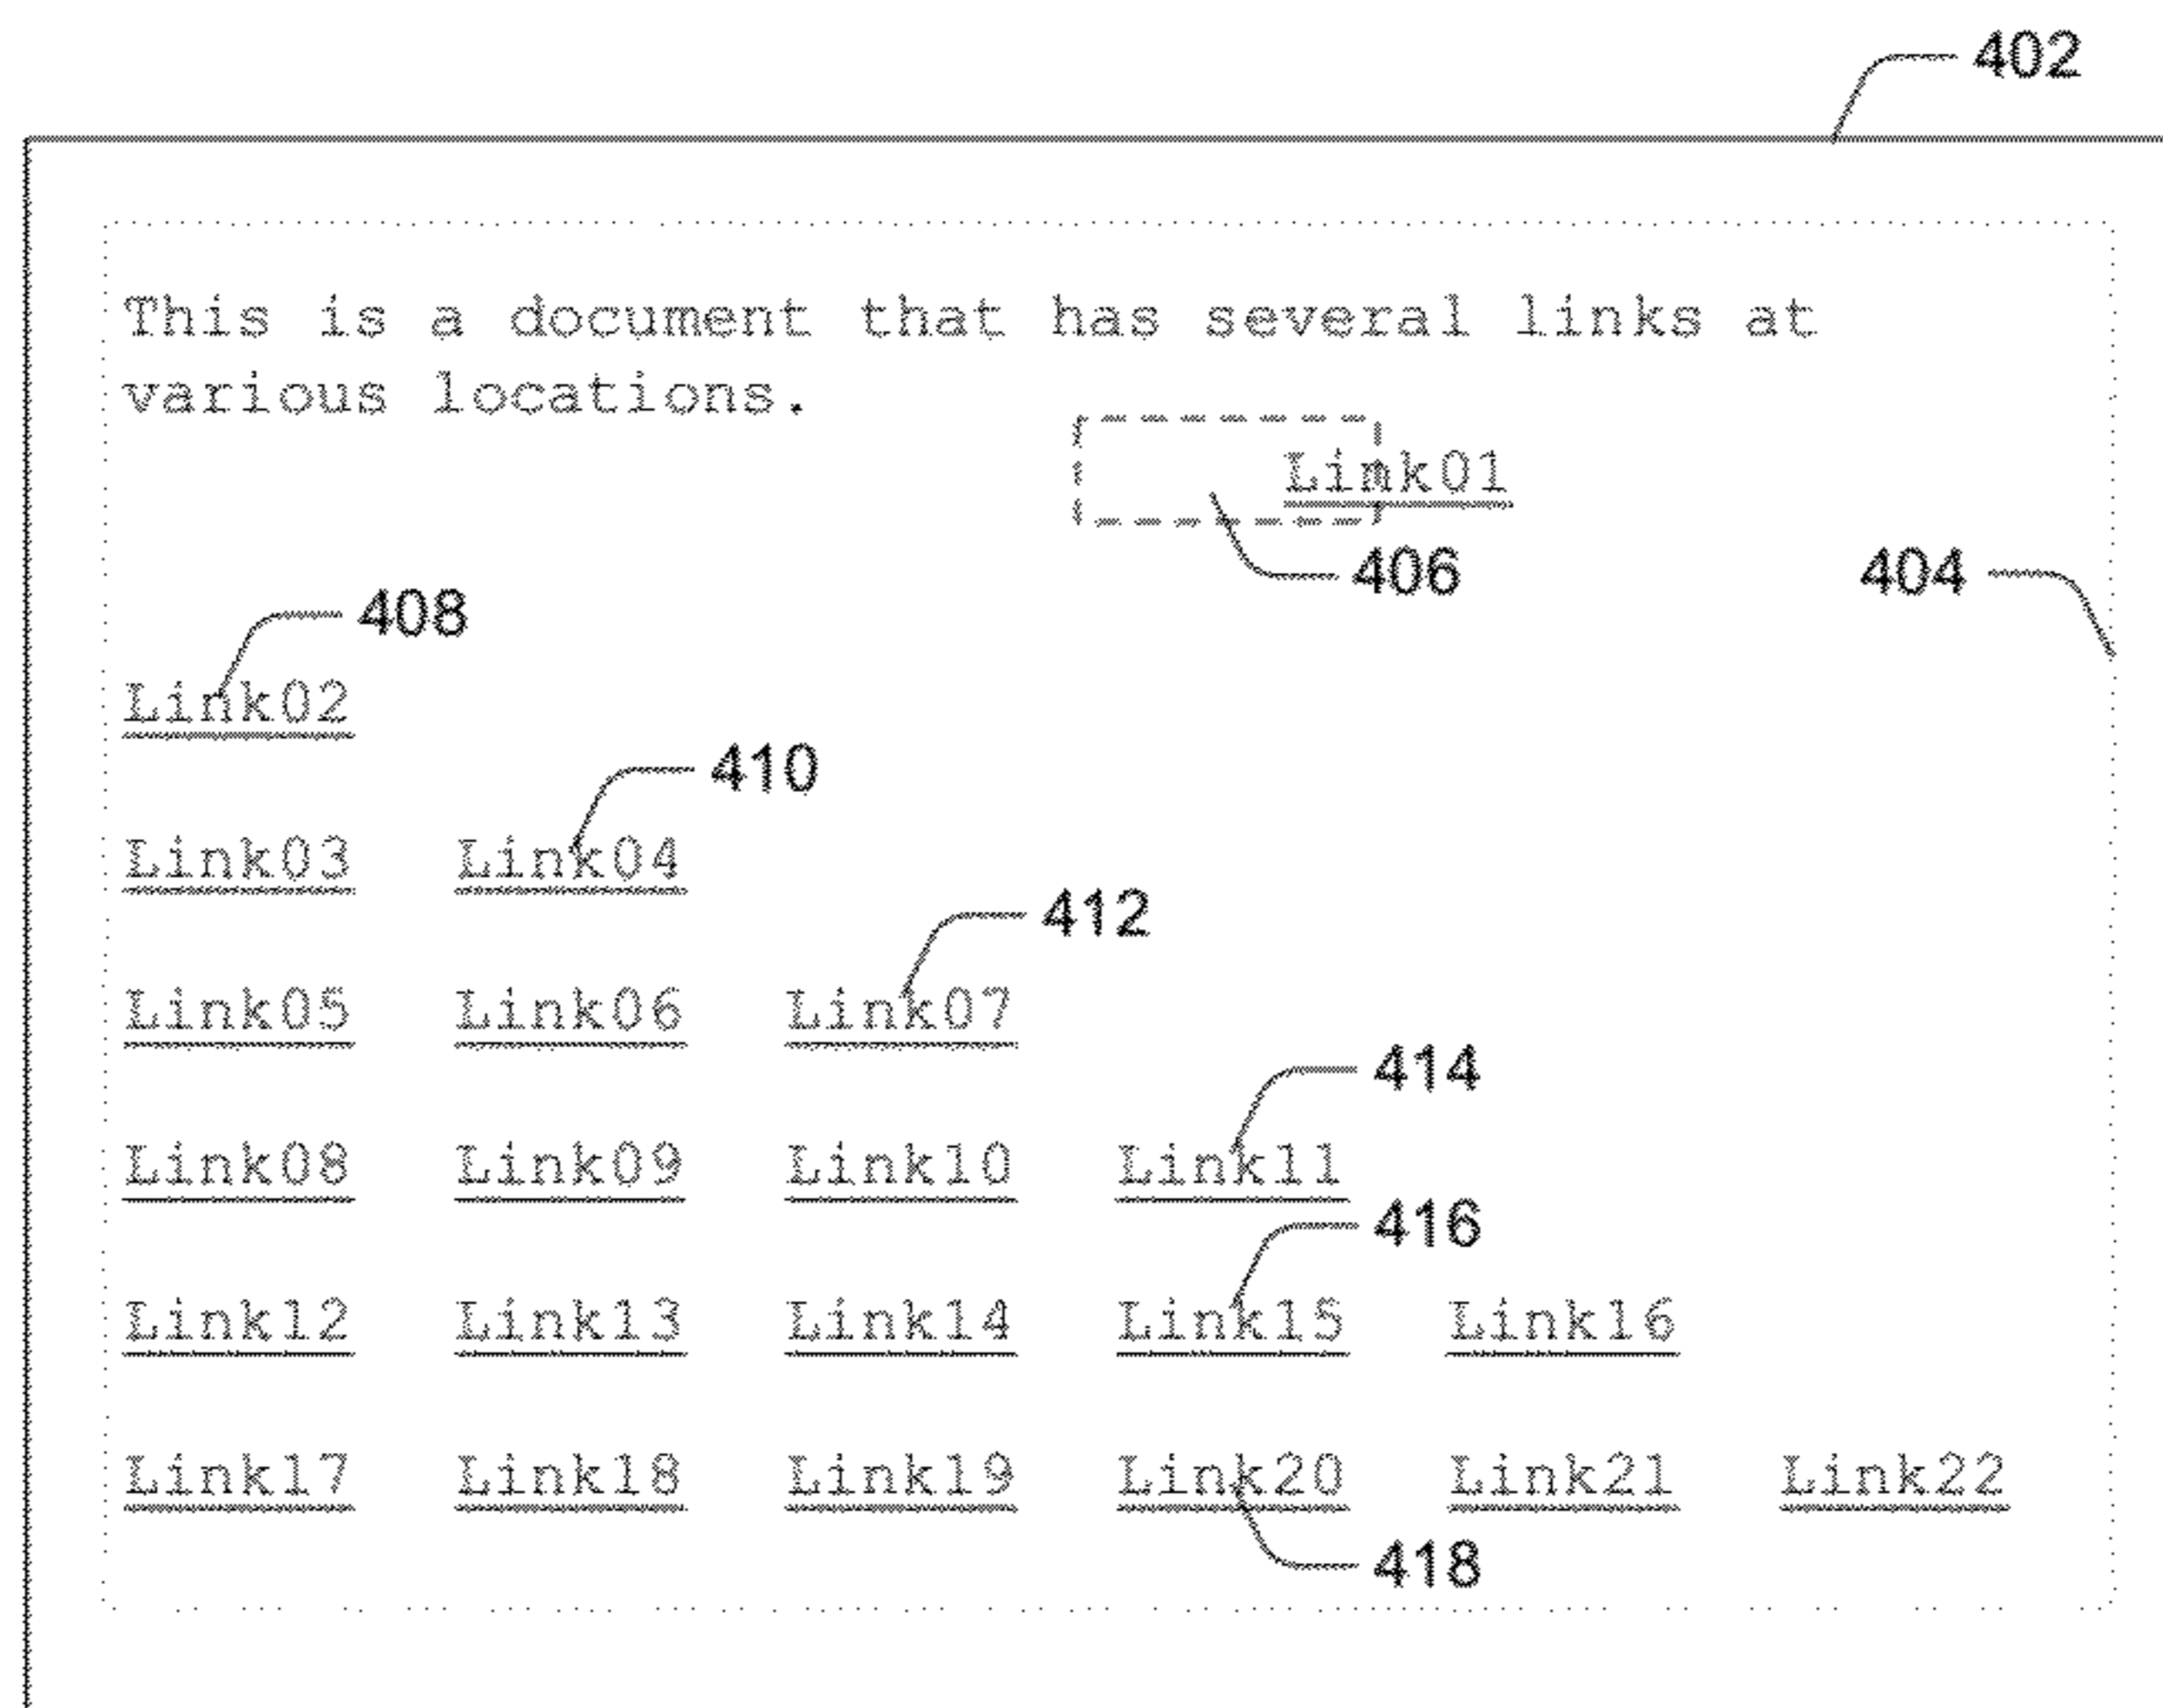 402
This is a document that has several links at
various locations.
Link01
406 404
408
Link02
410
Link03 Link04
412
Link05 Link06 Link07
414
Link08 Link09 Link10 Link11
416
Link12 Link13 Link14 Link15 Link16
Link17 Link18 Link19 Link20 Link21 Link22
418